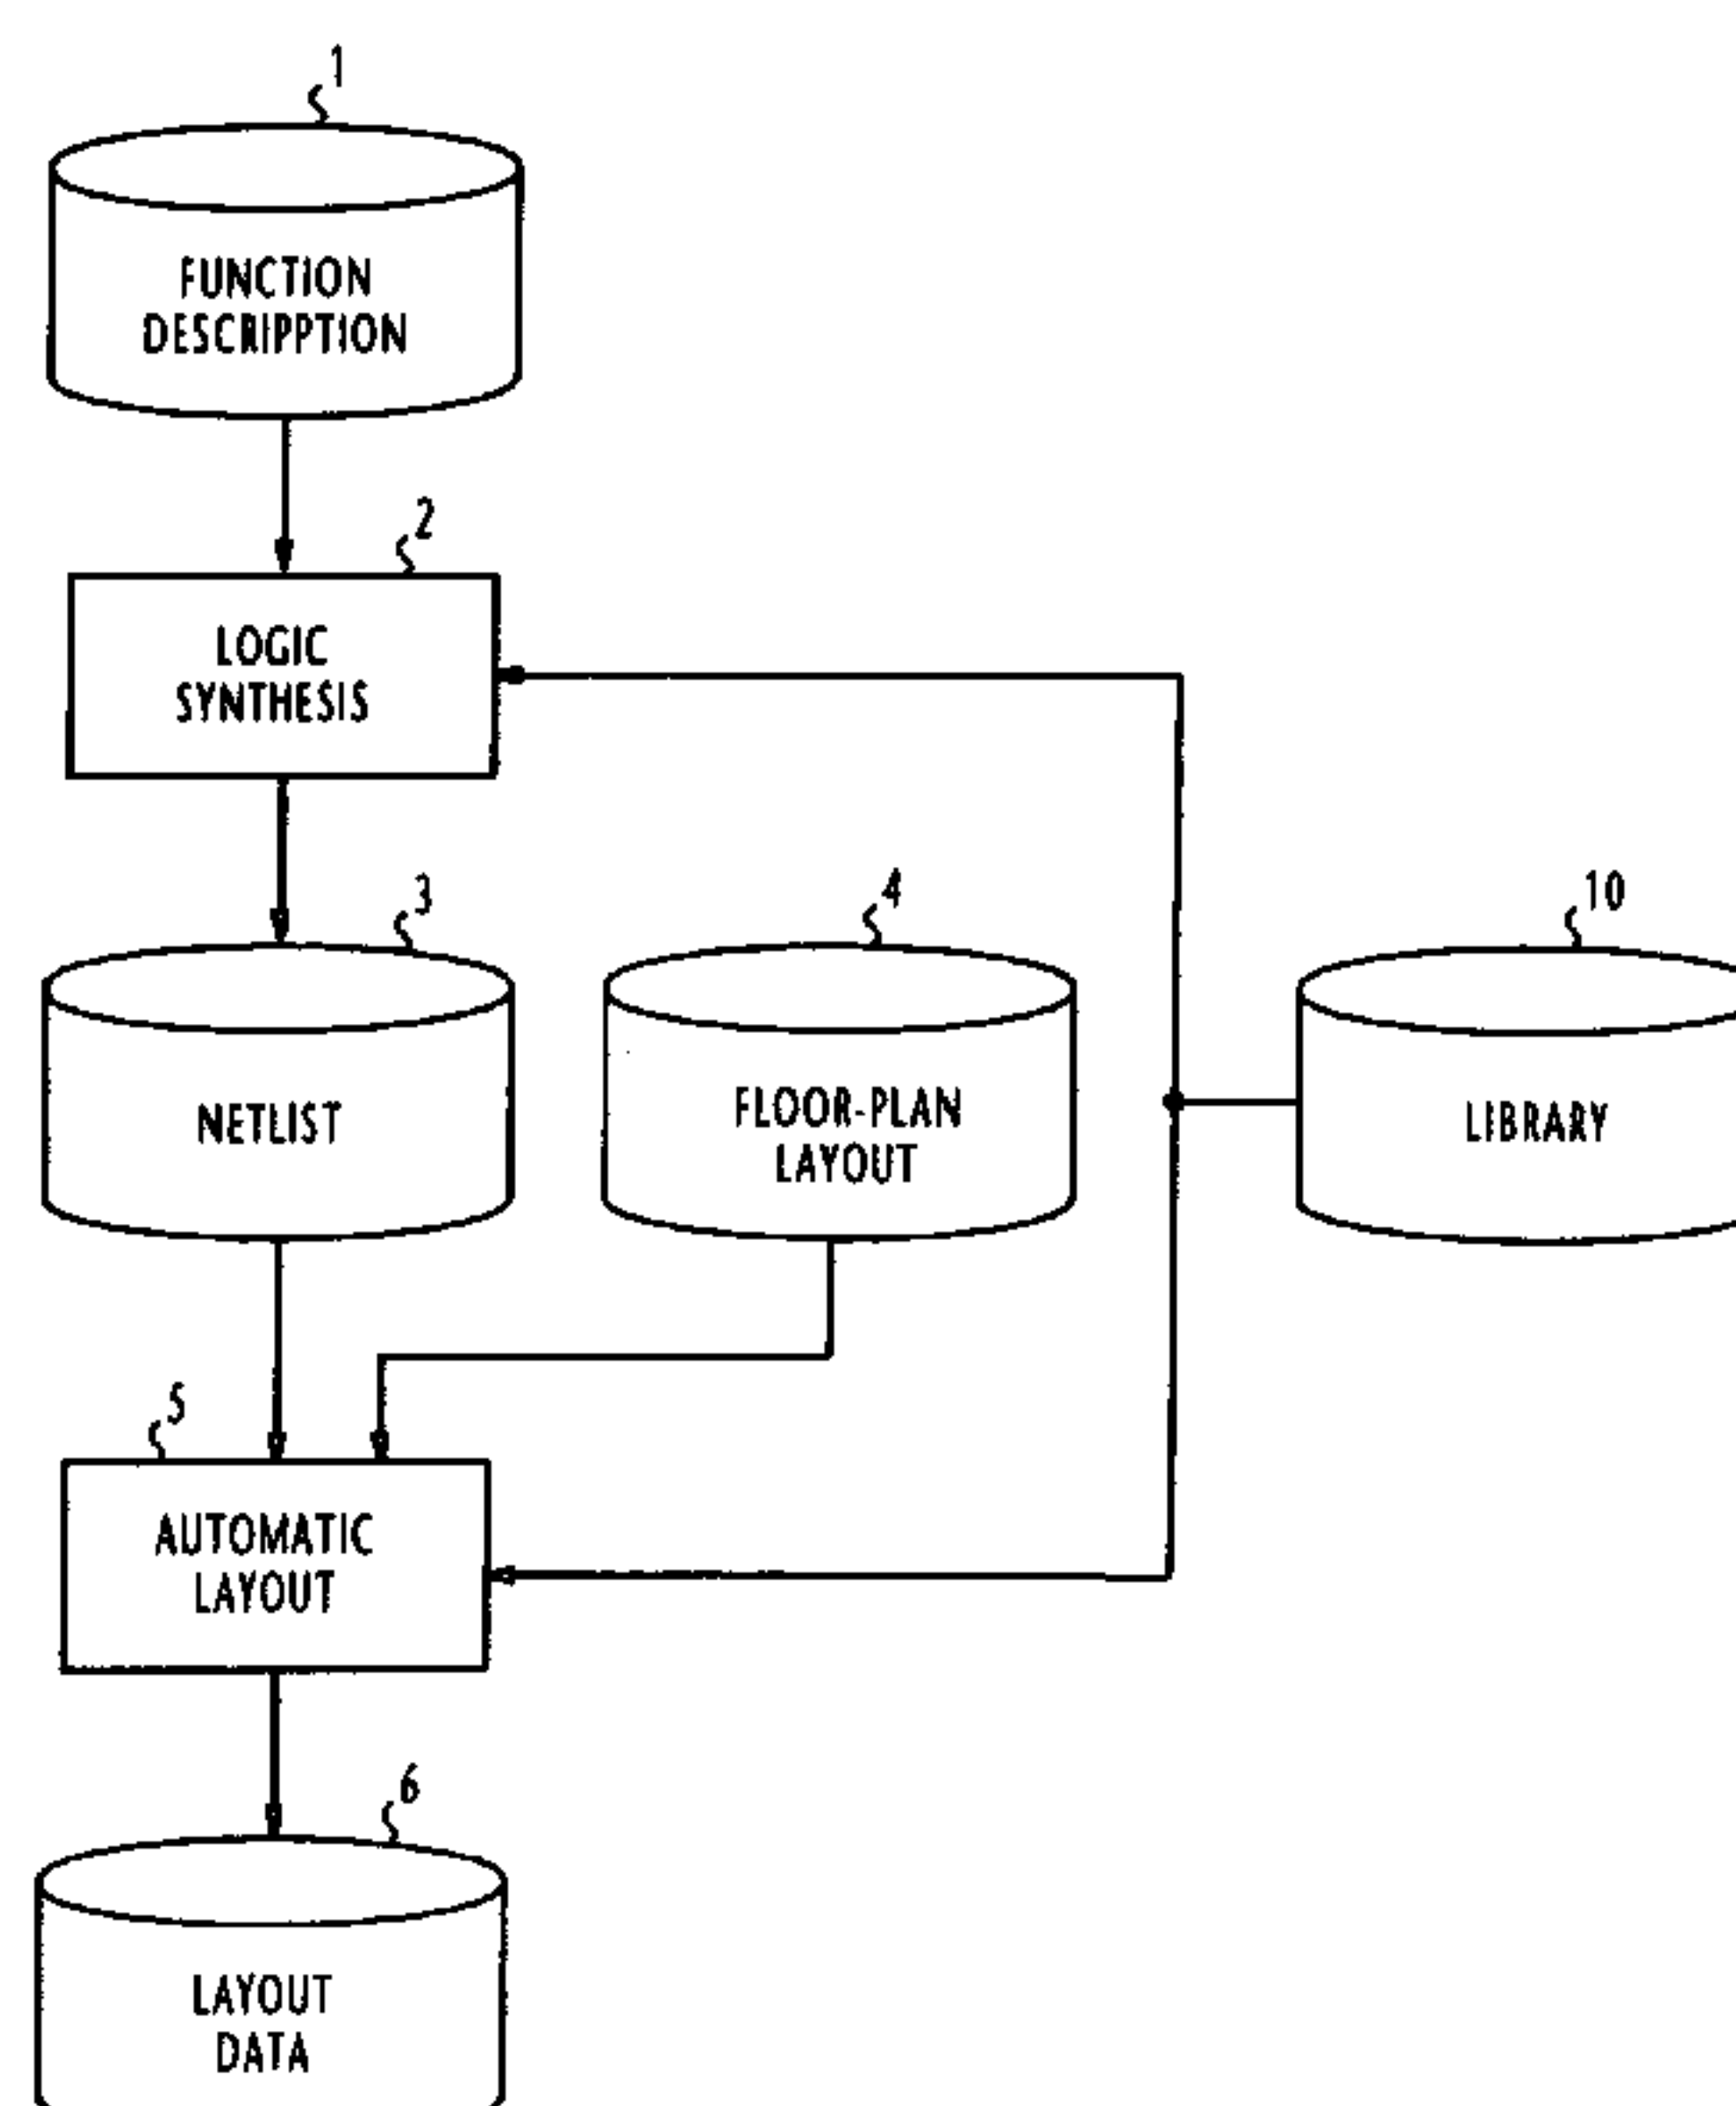 1
FUNCTION
DESCRIPPTION
2
LOGIC
SYNTHESIS
3
4
10
NETLIST
FLOOR-PLAN
LAYOUT
LIBRARY
5
AUTOMATIC
LAYOUT
6
LAYOUT
DATA